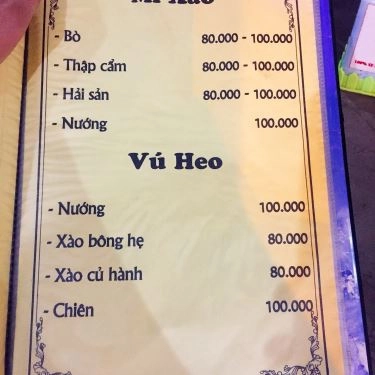 Mì Xào
- Bò 80.000 - 100.000
- Thập cẩm 80.000 - 100.000
- Hải sản 80.000 - 100.000
- Nướng 100.000
Vú Heo
- Nướng 100.000
- Xào bông hẹ 80.000
- Xào củ hành 80.000
- Chiên 100.000